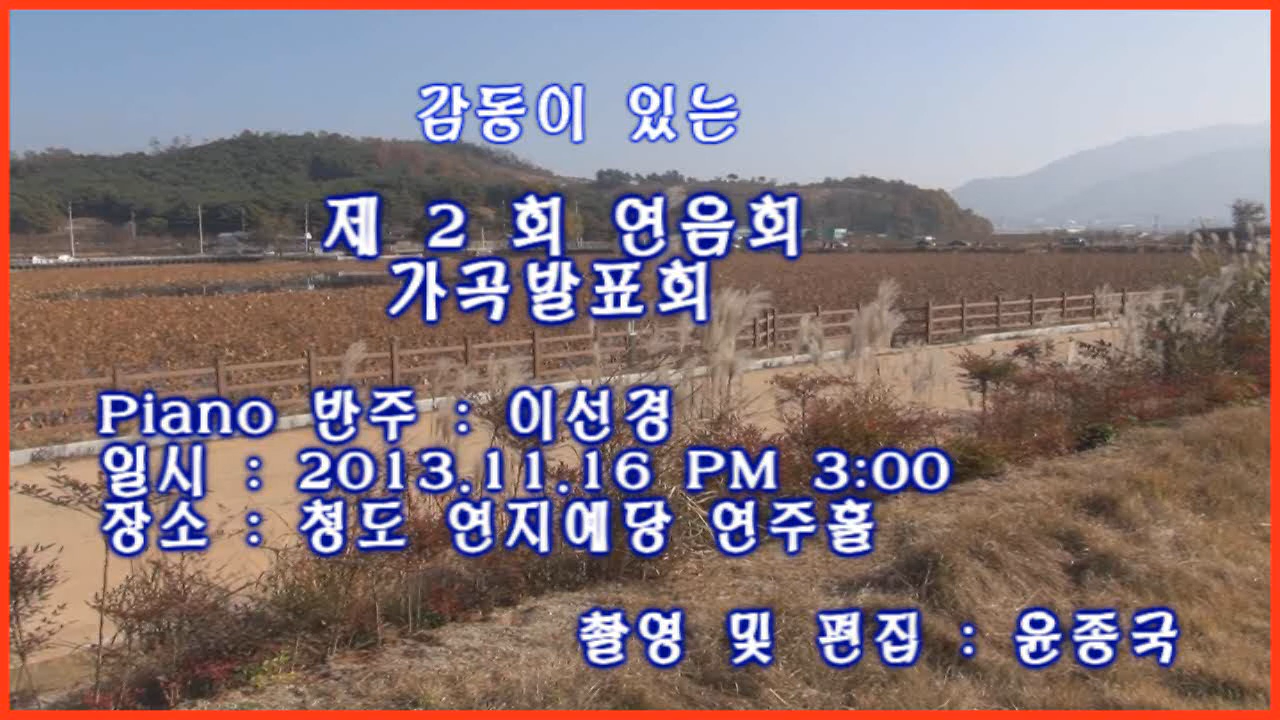 감동이 있는
제 2 회 연음회
가곡발표회
Piano 반주 : 이선경
일시 : 2013.11.16 PM 3:00
장소 : 청도 연지예당 연주홀
촬영 및 편집 : 윤종국